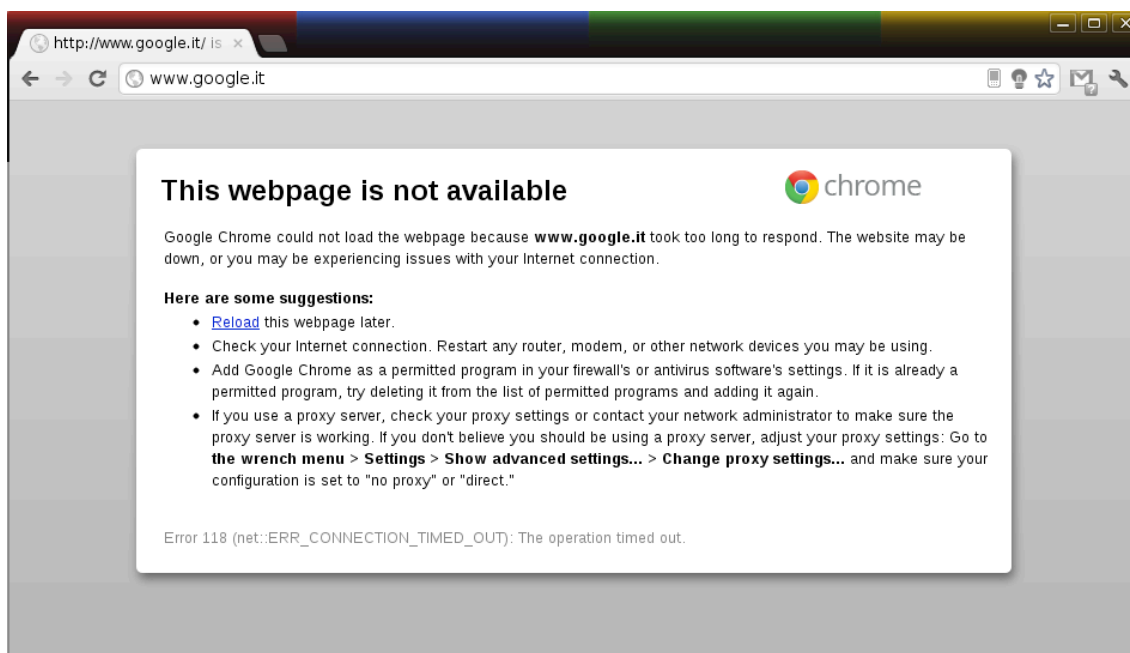 http://www.google.it/ is
www.google.it
This webpage is not available
chrome
Google Chrome could not load the webpage because www.google.it took too long to respond. The website may be
down, or you may be experiencing issues with your Internet connection.
Here are some suggestions:
Reload this webpage later.
Check your Internet connection. Restart any router, modem, or other network devices you may be using.
Add Google Chrome as a permitted program in your firewall's or antivirus software's settings. If it is already a
permitted program, try deleting it from the list of permitted programs and adding it again.
If you use a proxy server, check your proxy settings or contact your network administrator to make sure the
proxy server is working. If you don't believe you should be using a proxy server, adjust your proxy settings: Go to
the wrench menu > Settings > Show advanced settings... > Change proxy settings... and make sure your
configuration is set to "no proxy" or "direct."
Error 118 (net::ERR_CONNECTION_TIMED_OUT): The operation timed out.